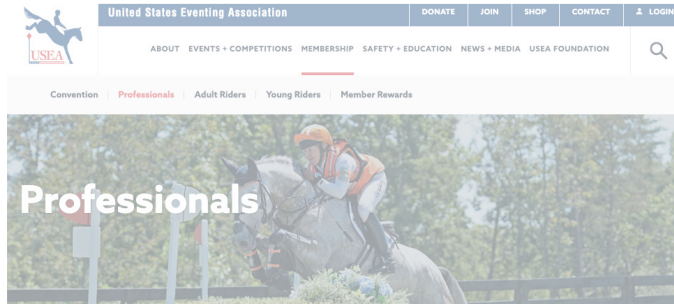 United States Eventing Association
DONATE
JOIN
SHOP
CONTACT
LOGIN
USEA
ABOUT
EVENTS + COMPETITIONS
MEMBERSHIP
SAFETY + EDUCATION
NEWS + MEDIA
USEA FOUNDATION
Convention
Professionals
Adult Riders
Young Riders
Member Rewards
Professionals